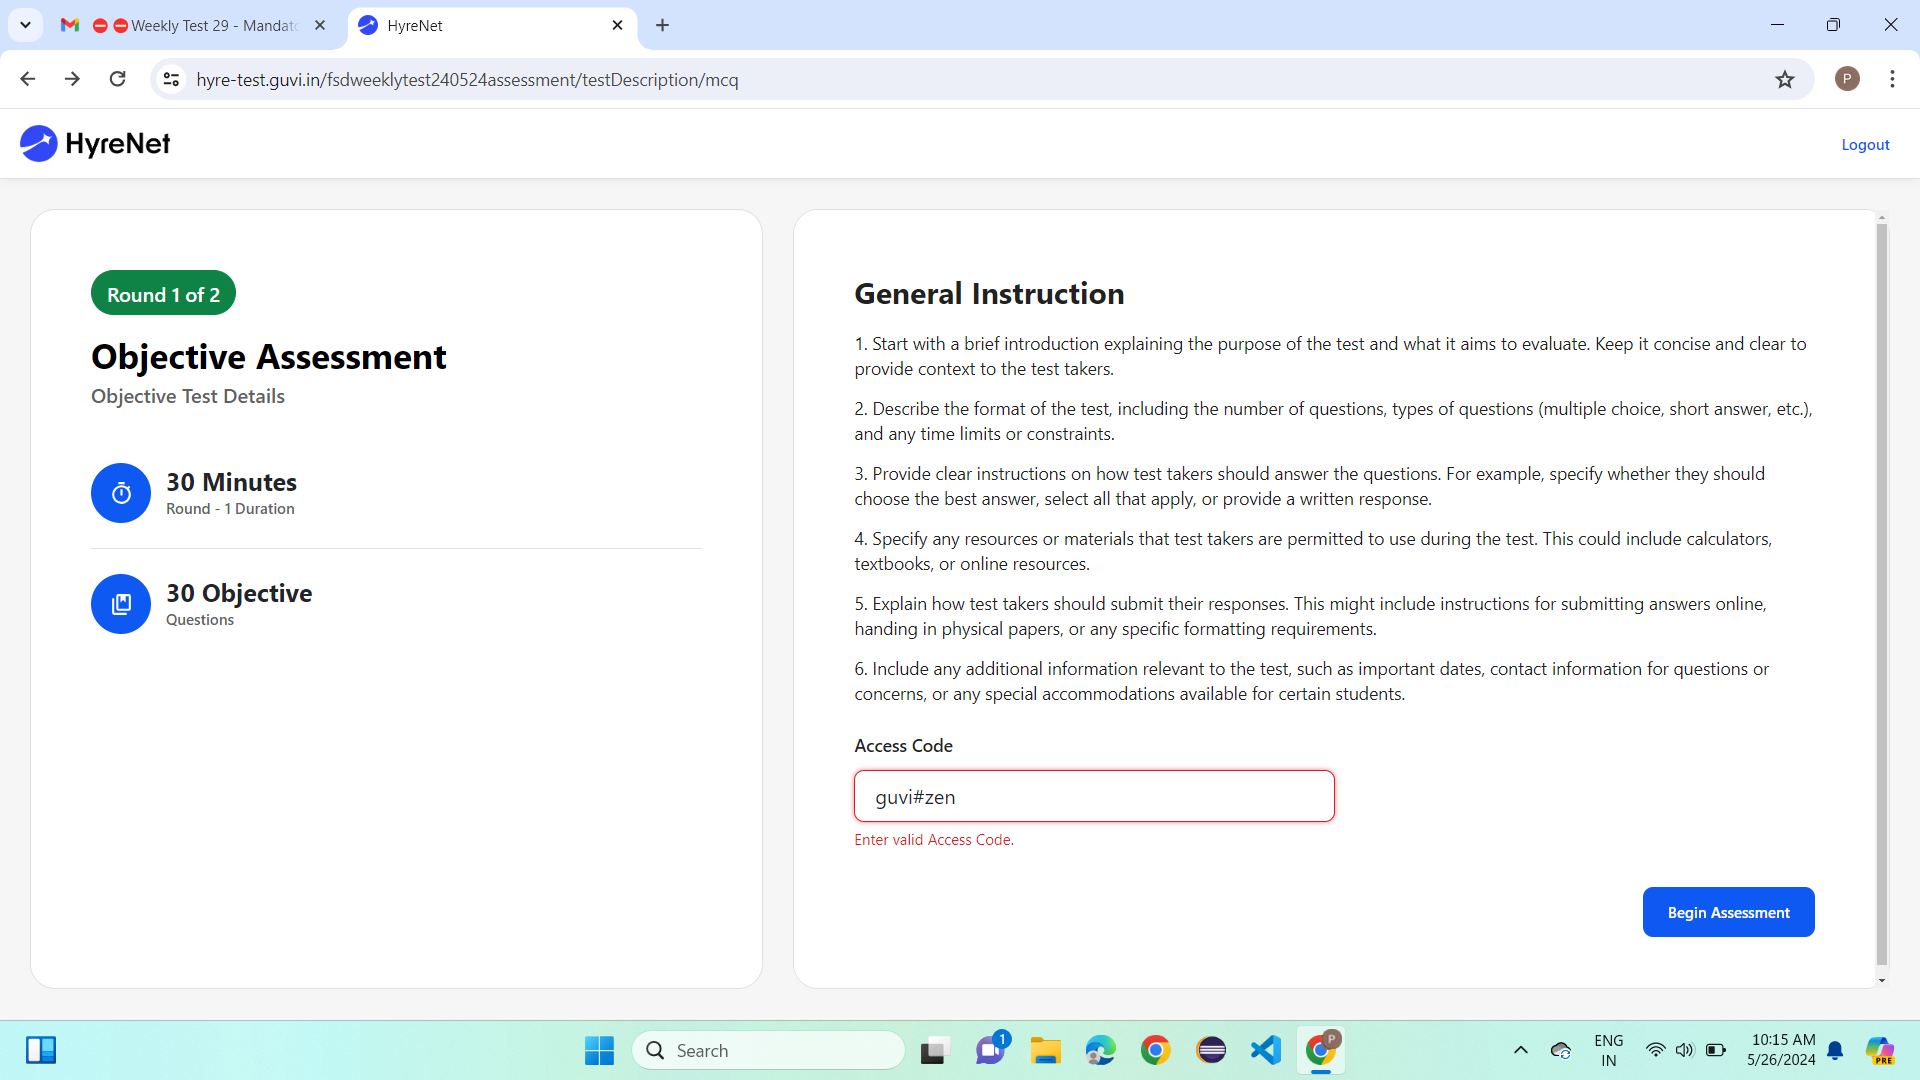 ⛔ ⛔ Weekly Test 29 - Mandat
HyreNet
hyre-test.guvi.in/fsdweeklytest240524assessment/testDescription/mcq
P
HyreNet
Logout
Round 1 of 2
Objective Assessment
Objective Test Details
30 Minutes
Round - 1 Duration
30 Objective
Questions
General Instruction
1. Start with a brief introduction explaining the purpose of the test and what it aims to evaluate. Keep it concise and clear to
provide context to the test takers.
2. Describe the format of the test, including the number of questions, types of questions (multiple choice, short answer, etc.),
and any time limits or constraints.
3. Provide clear instructions on how test takers should answer the questions. For example, specify whether they should
choose the best answer, select all that apply, or provide a written response.
4. Specify any resources or materials that test takers are permitted to use during the test. This could include calculators,
textbooks, or online resources.
5. Explain how test takers should submit their responses. This might include instructions for submitting answers online,
handing in physical papers, or any specific formatting requirements.
6. Include any additional information relevant to the test, such as important dates, contact information for questions or
concerns, or any special accommodations available for certain students.
Access Code
guvi#zen
Enter valid Access Code.
Begin Assessment
Search
1
P
ENG
IN
10:15 AM
5/26/2024
PRE